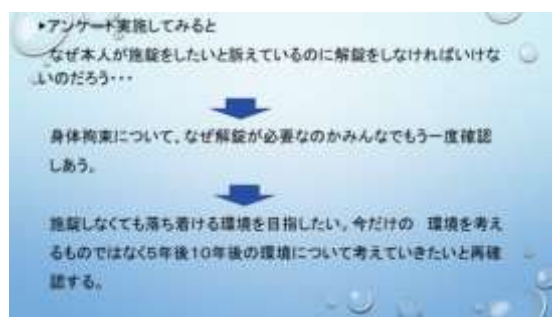 ▸アンケート実施してみると
なぜ本人が施錠をしたいと訴えているのに解錠をしなければいけな
いのだろう・・・
身体拘束について、なぜ解錠が必要なのかみんなでもう一度確認
しあう。
施錠しなくても落ち着ける環境を目指したい。今だけの　環境を考え
るものではなく5年後10年後の環境について考えていきたいと再確
認する。